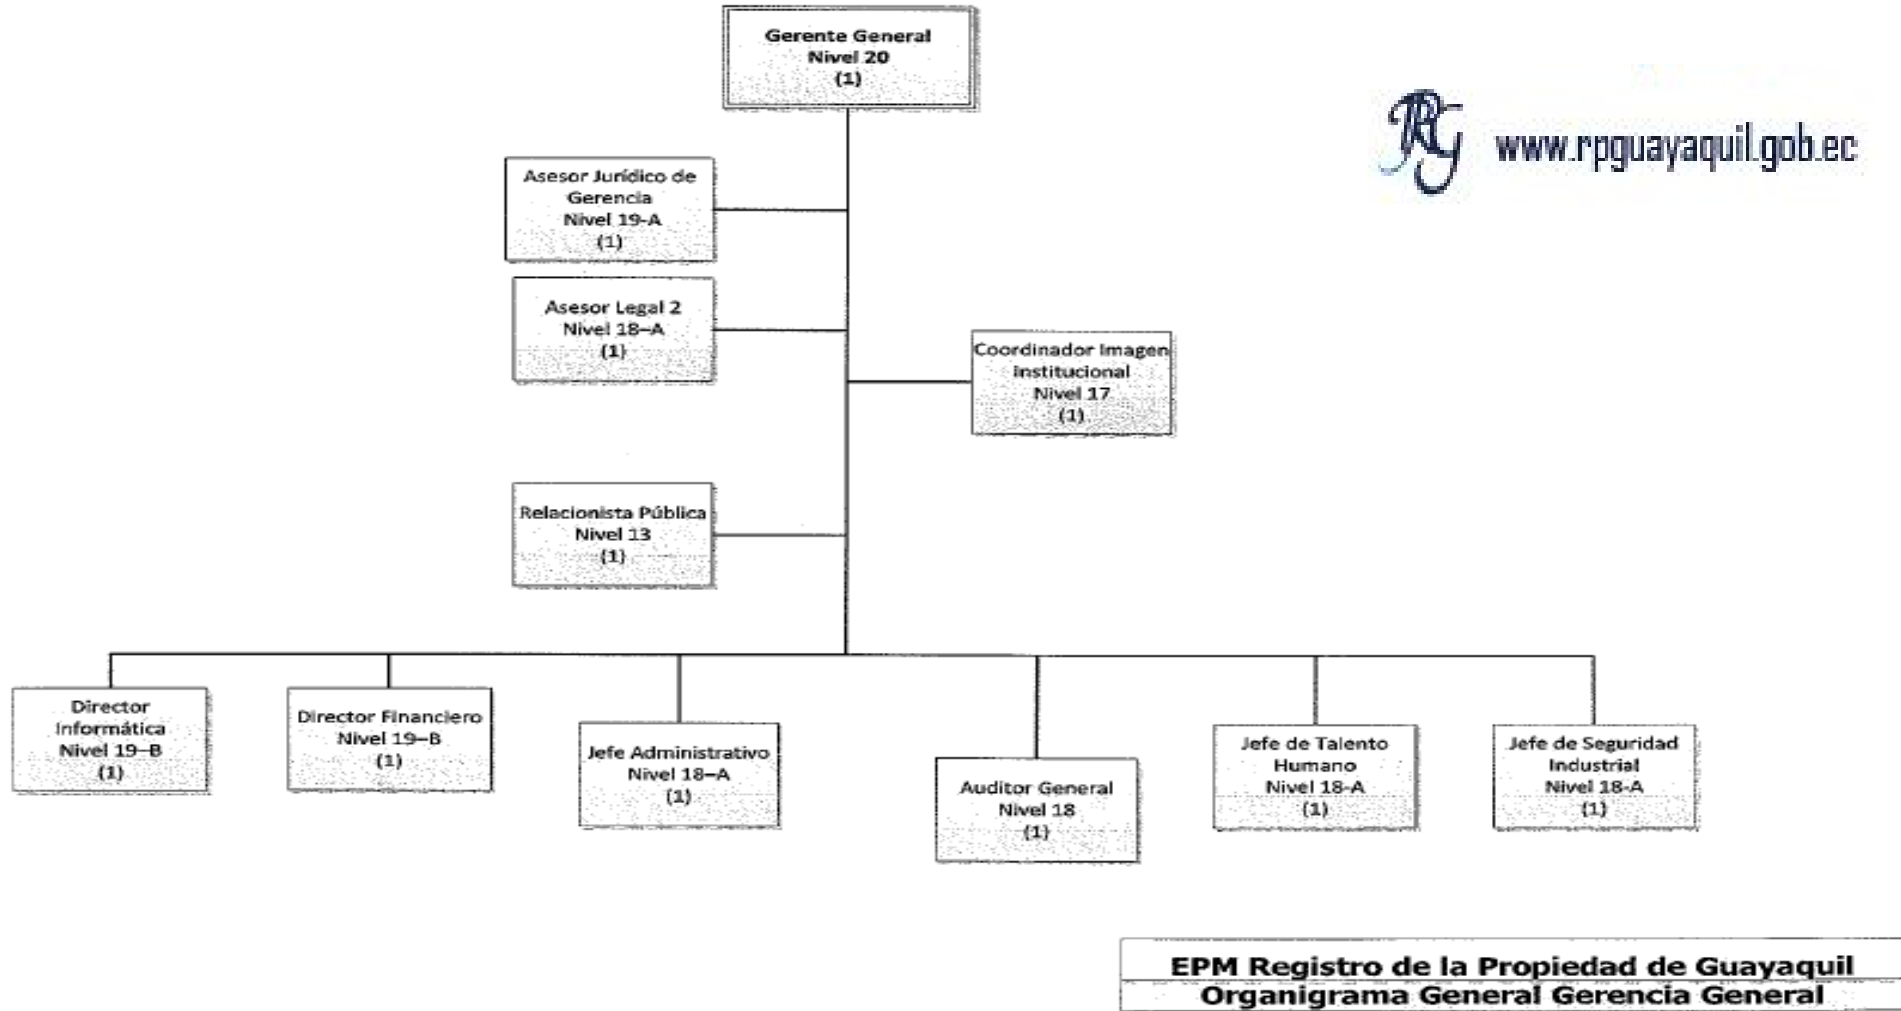 Gerente General
Nivel 20
(1)
RPG
www.rpguayaquil.gob.ec
Asesor Jurídico de
Gerencia
Nivel 19-A
(1)
Asesor Legal 2
Nivel 18–A
(1)
Coordinador Imagen
Institucional
Nivel 17
(1)
Relacionista Pública
Nivel 13
(1)
Director
Informática
Nivel 19–B
(1)
Director Financiero
Nivel 19–B
(1)
Jefe Administrativo
Nivel 18–A
(1)
Auditor General
Nivel 18
(1)
Jefe de Talento
Humano
Nivel 18-A
(1)
Jefe de Seguridad
Industrial
Nivel 18-A
(1)
EPM Registro de la Propiedad de Guayaquil
Organigrama General Gerencia General